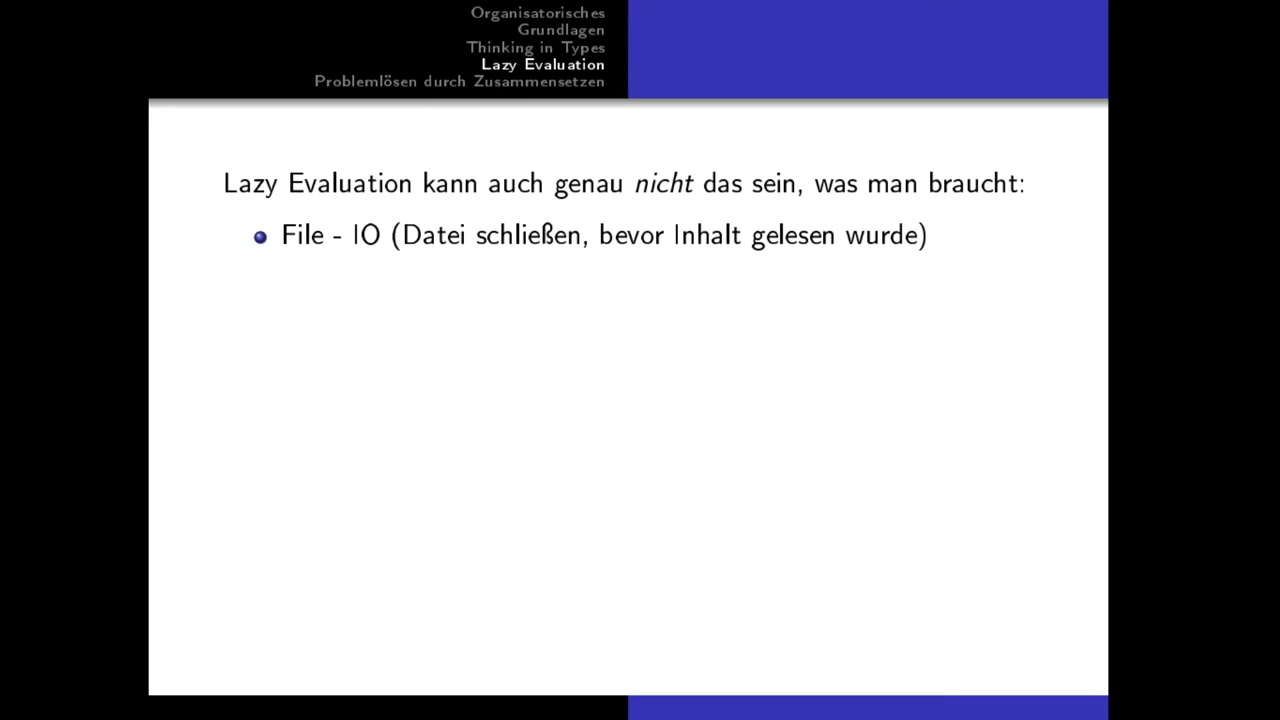 Organisatorisches
Grundlagen
Thinking in Types
Lazy Evaluation
Problemlösen durch Zusammensetzen
Lazy Evaluation kann auch genau nicht das sein, was man braucht:
File - IO (Datei schließen, bevor Inhalt gelesen wurde)